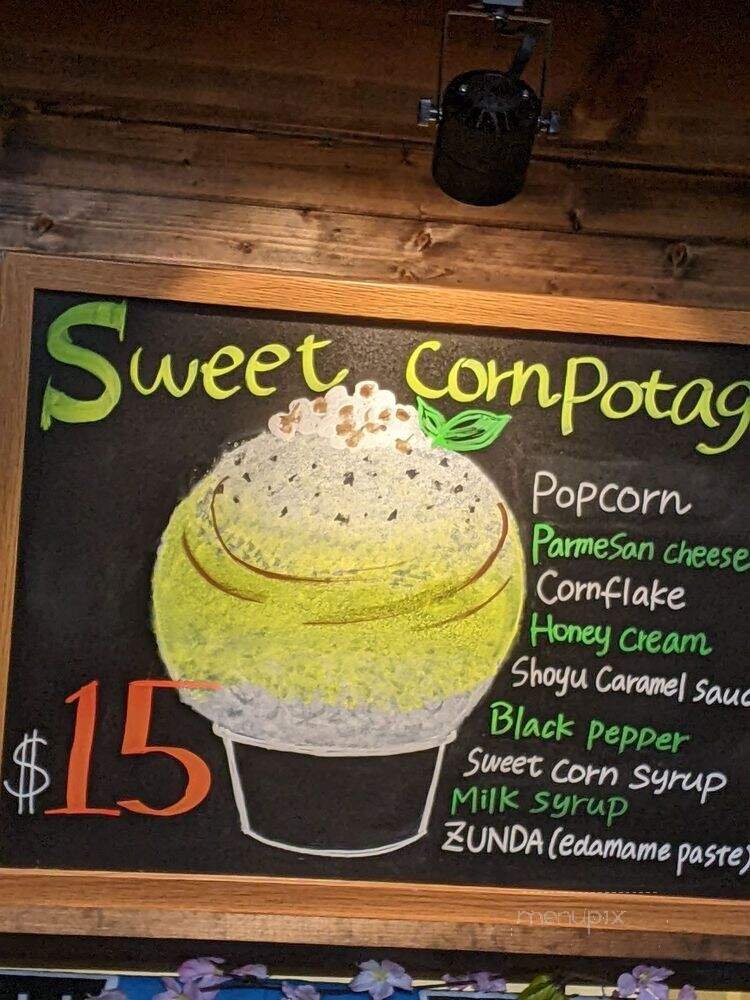 Sweet CornPotag
Popcorn
Parmesan cheese
Cornflake
Honey cream
Shoyu Caramel sauc
Black pepper
Sweet Corn Syrup
Milk syrup
ZUNDA (edamame paste)
$15
menupix